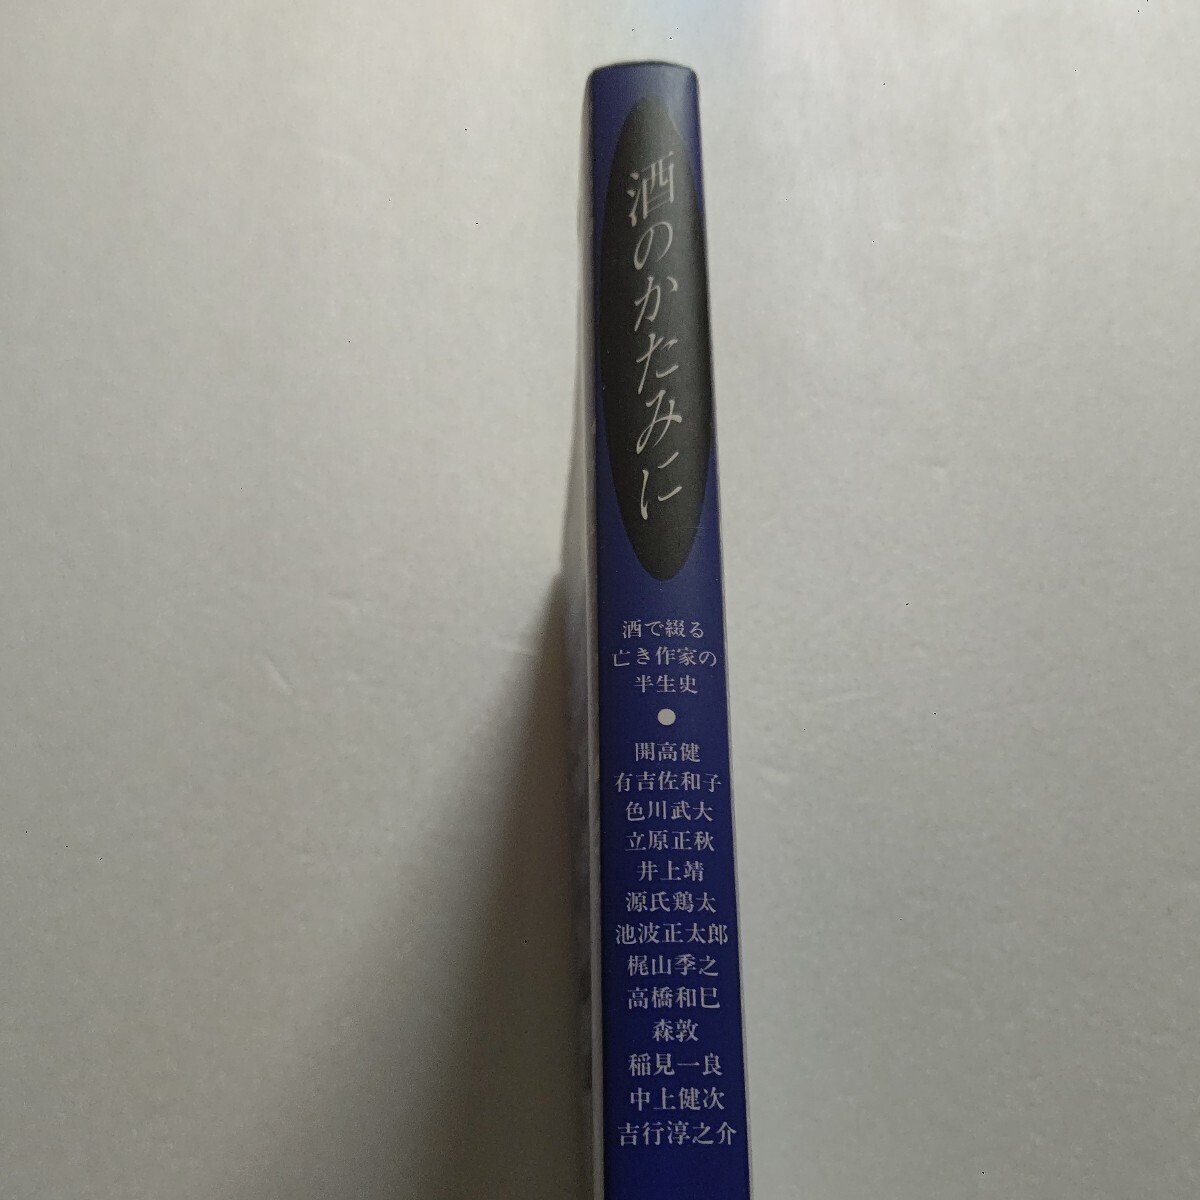 酒のかたみに
酒で綴る
亡き作家の
半生史
●
開高健
有吉佐和子
色川武大
立原正秋
井上靖
源氏鶏太
池波正太郎
梶山季之
高橋和巳
森敦
稲見一良
中上健次
吉行淳之介